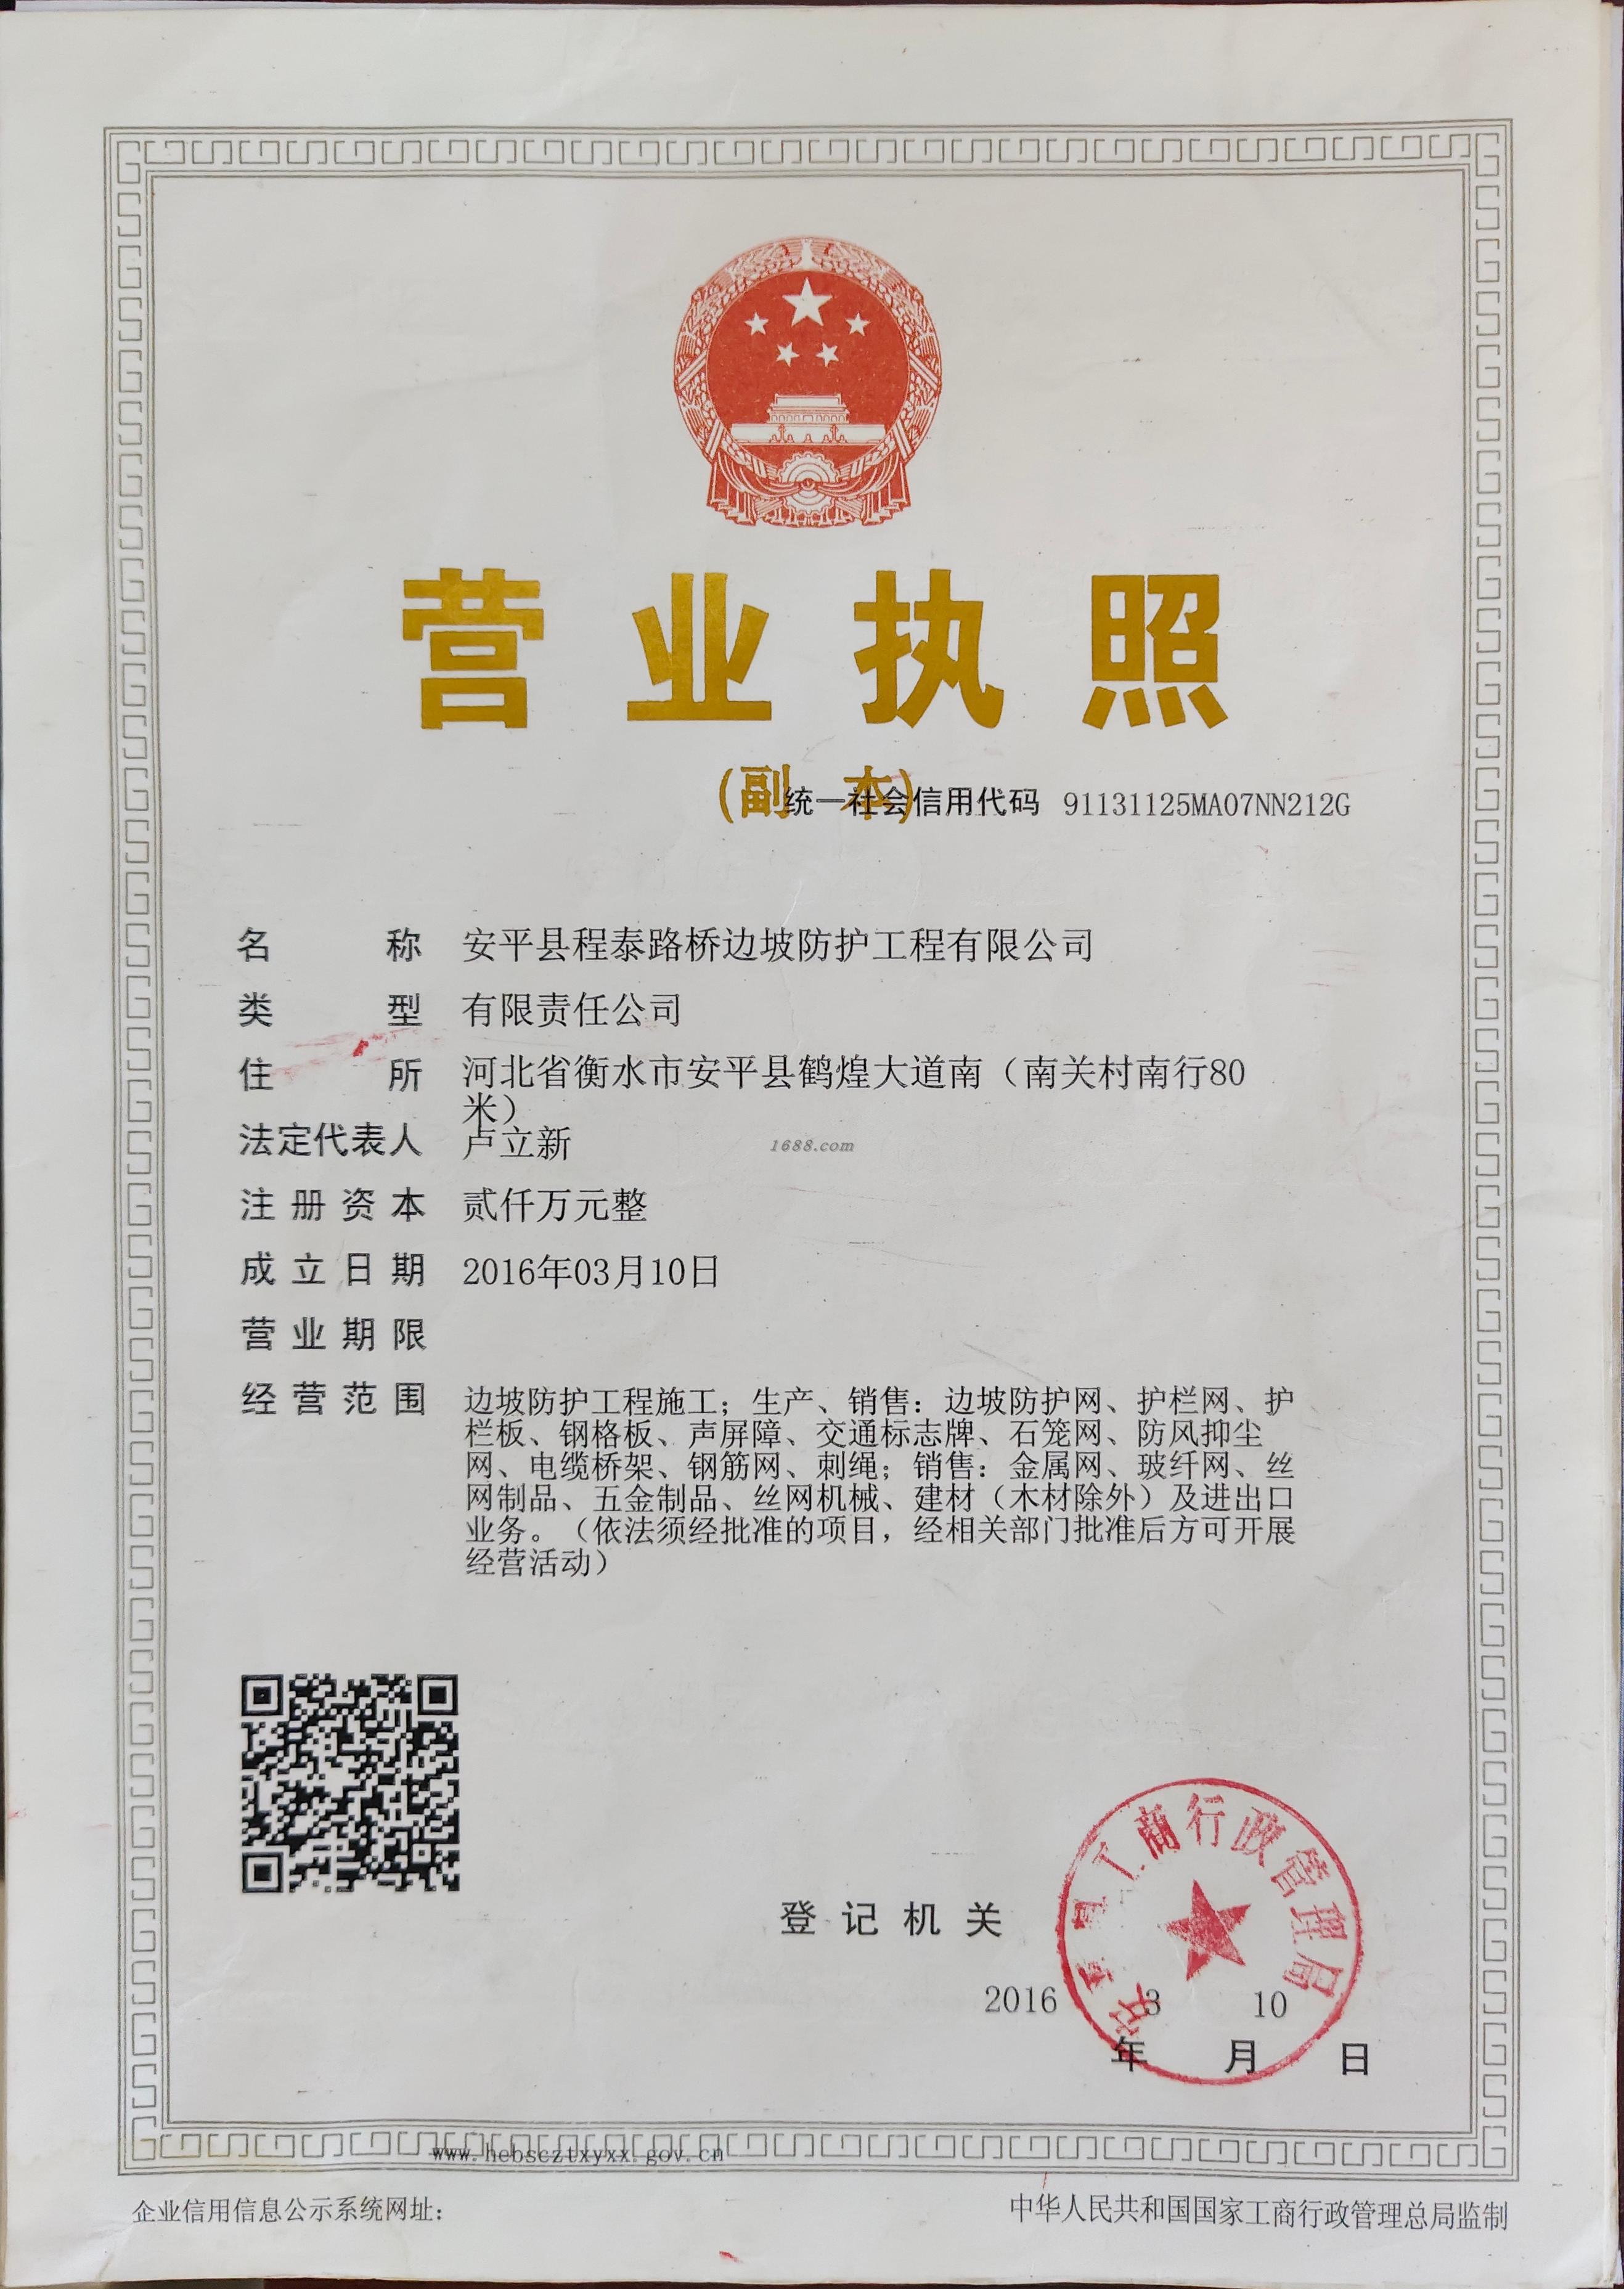 营业执照
(副 本)
统一社会信用代码 91131125MA07NN212G
名 称 安平县程泰路桥边坡防护工程有限公司
类 型 有限责任公司
住 所 河北省衡水市安平县鹤煌大道南（南关村南行80
米）
法定代表人 卢立新
1688.com
注册资本 贰仟万元整
成立日期 2016年03月10日
营业期限
经营范围 边坡防护工程施工；生产、销售：边坡防护网、护栏网、护
栏板、钢格板、声屏障、交通标志牌、石笼网、防风抑尘
网、电缆桥架、钢筋网、刺绳；销售：金属网、玻纤网、丝
网制品、五金制品、丝网机械、建材（木材除外）及进出口
业务。（依法须经批准的项目，经相关部门批准后方可开展
经营活动）
登记机关
安平县工商行政管理局
2016 3 10
年 月 日
www.hebscztxyxx.gov.cn
企业信用信息公示系统网址：
中华人民共和国国家工商行政管理总局监制